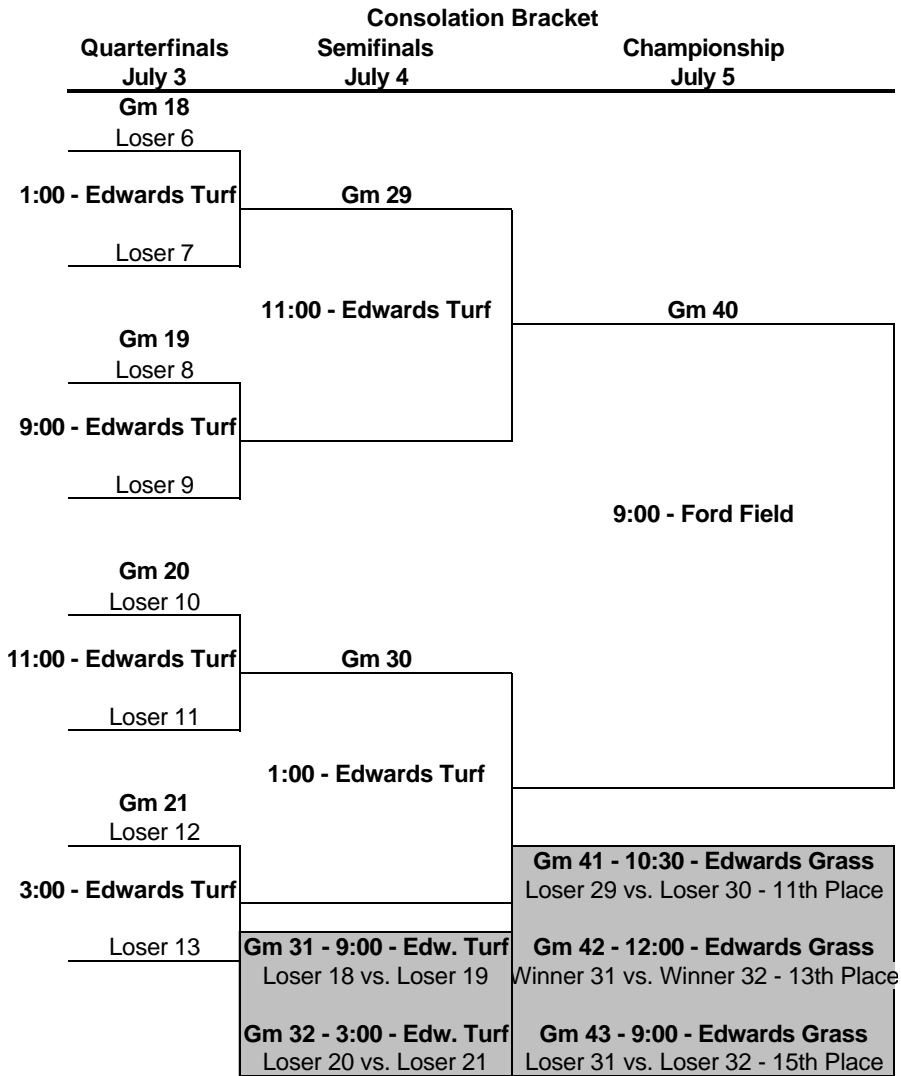 Consolation Bracket
Quarterfinals Semifinals Championship
July 3 July 4 July 5
Gm 18
Loser 6
1:00 - Edwards Turf Gm 29
Loser 7
11:00 - Edwards Turf Gm 40
Gm 19
Loser 8
9:00 - Edwards Turf
Loser 9
9:00 - Ford Field
Gm 20
Loser 10
11:00 - Edwards Turf Gm 30
Loser 11
1:00 - Edwards Turf
Gm 21
Loser 12
Gm 41 - 10:30 - Edwards Grass
3:00 - Edwards Turf Loser 29 vs. Loser 30 - 11th Place
Loser 13 Gm 31 - 9:00 - Edw. Turf Gm 42 - 12:00 - Edwards Grass
Loser 18 vs. Loser 19 Winner 31 vs. Winner 32 - 13th Place
Gm 32 - 3:00 - Edw. Turf Gm 43 - 9:00 - Edwards Grass
Loser 20 vs. Loser 21 Loser 31 vs. Loser 32 - 15th Place